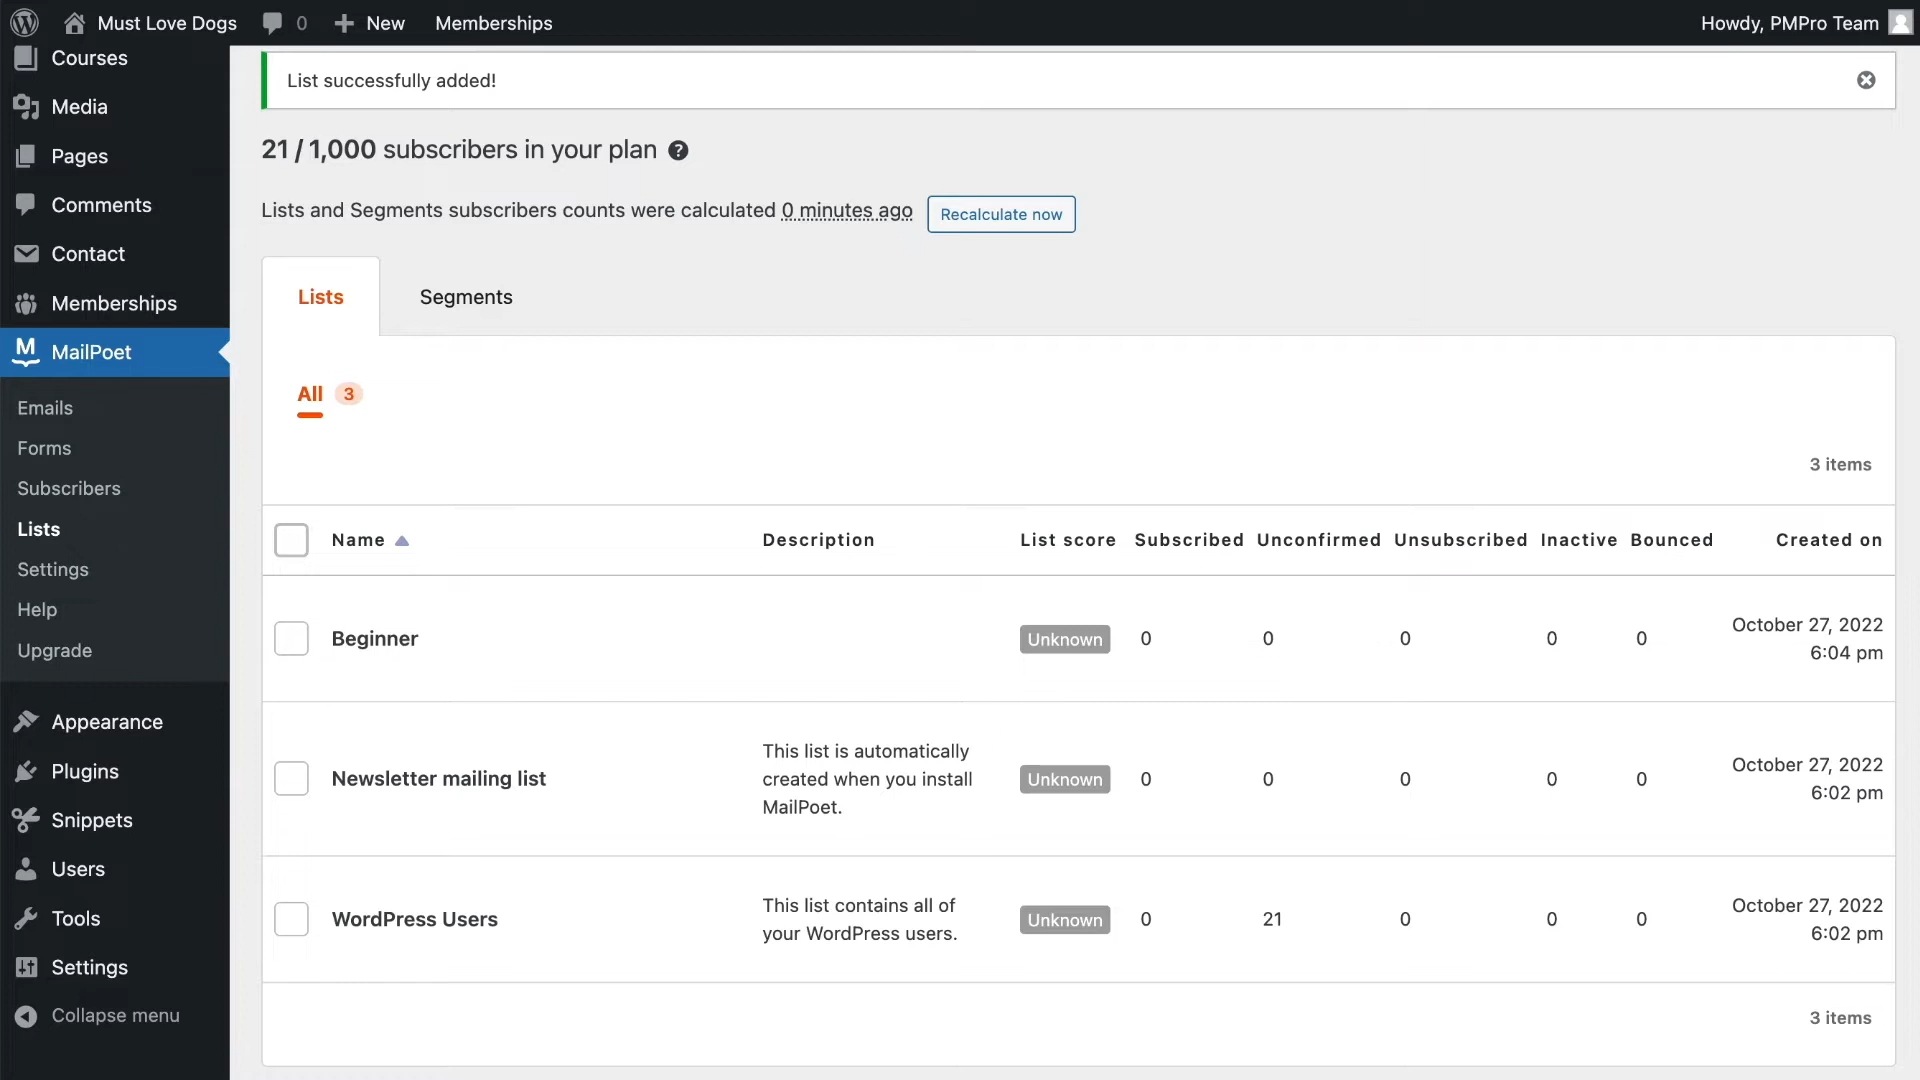 Must Love Dogs 0 New Memberships Howdy, PMPro Team
Courses
Media
Pages
Comments
Contact
Memberships
MailPoet
Emails
Forms
Subscribers
Lists
Settings
Help
Upgrade
Appearance
Plugins
Snippets
Users
Tools
Settings
Collapse menu
List successfully added!
21 / 1,000 subscribers in your plan ?
Lists and Segments subscribers counts were calculated 0 minutes ago Recalculate now
Lists Segments
All 3
3 items
Name Description List score Subscribed Unconfirmed Unsubscribed Inactive Bounced Created on
Beginner Unknown 0 0 0 0 0 October 27, 2022
6:04 pm
Newsletter mailing list This list is automatically
created when you install
MailPoet. Unknown 0 0 0 0 0 October 27, 2022
6:02 pm
WordPress Users This list contains all of
your WordPress users. Unknown 0 21 0 0 0 October 27, 2022
6:02 pm
3 items